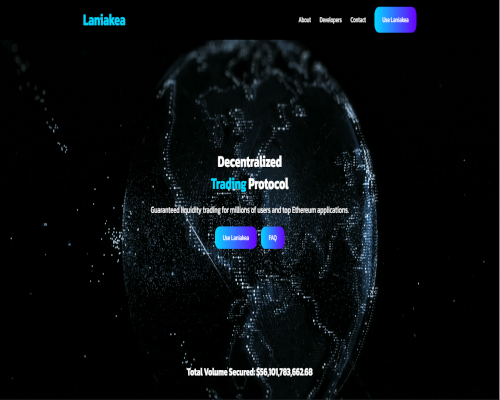 Laniakea
About Developers Contact Use Laniakea
Decentralized
Trading Protocol
Guaranteed liquidity trading for millions of users and top Ethereum applications.
Use Laniakea FAQ
Total Volume Secured: $56,101,783,662.68